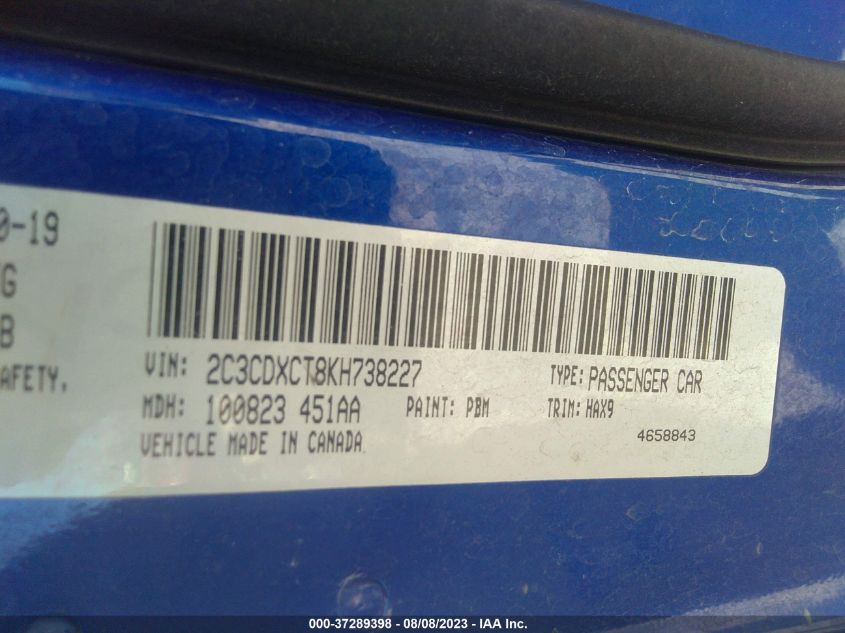 0-19
G
B
AFETY.
VIN: 2C3CDXCT8KH738227 TYPE: PASSENGER CAR
MDH: 100823 451AA PAINT: PBM TRIM: HAX9
VEHICLE MADE IN CANADA 4658843
000-37289398 - 08/08/2023 - IAA Inc.